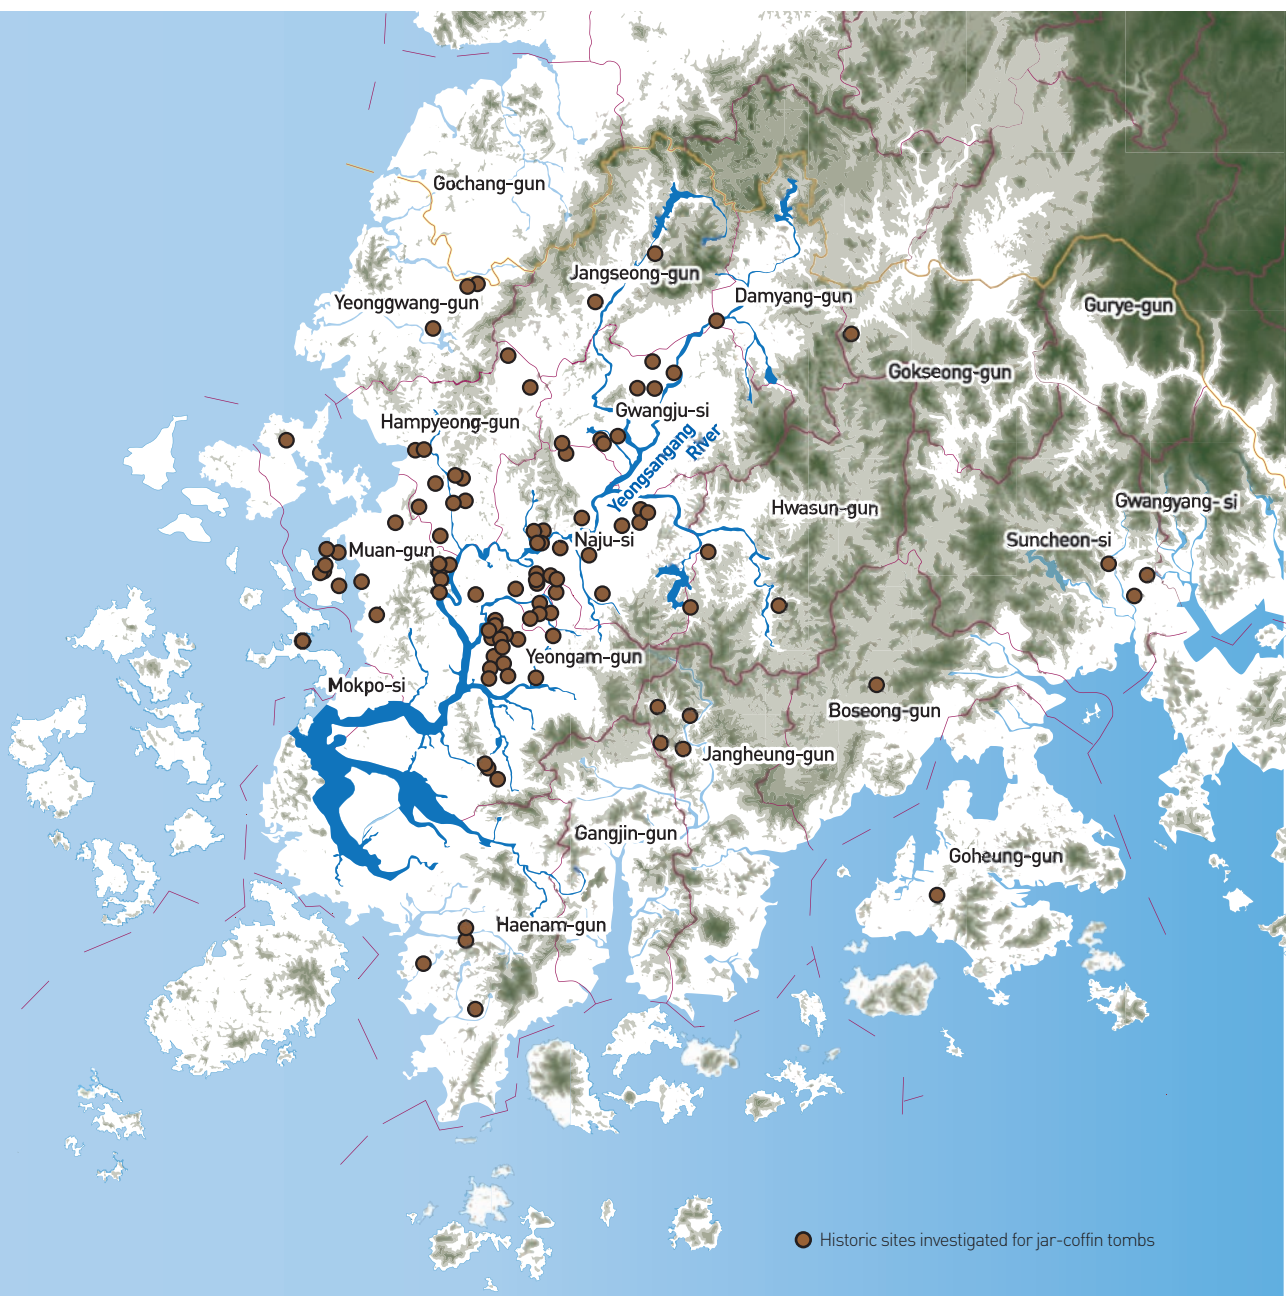 Gochang-gun
Jangseong-gun
Yeonggwang-gun
Damyang-gun
Gurye-gun
Gokseong-gun
Hampyeong-gun
Gwangju-si
Yeongsangang
River
Gwangyang- si
Hwasun-gun
Suncheon-si
Naju-si
Muan-gun
Yeongam-gun
Mokpo-si
Boseong-gun
Jangheung-gun
Gangjin-gun
Goheung-gun
Haenam-gun
Historic sites investigated for jar-coffin tombs